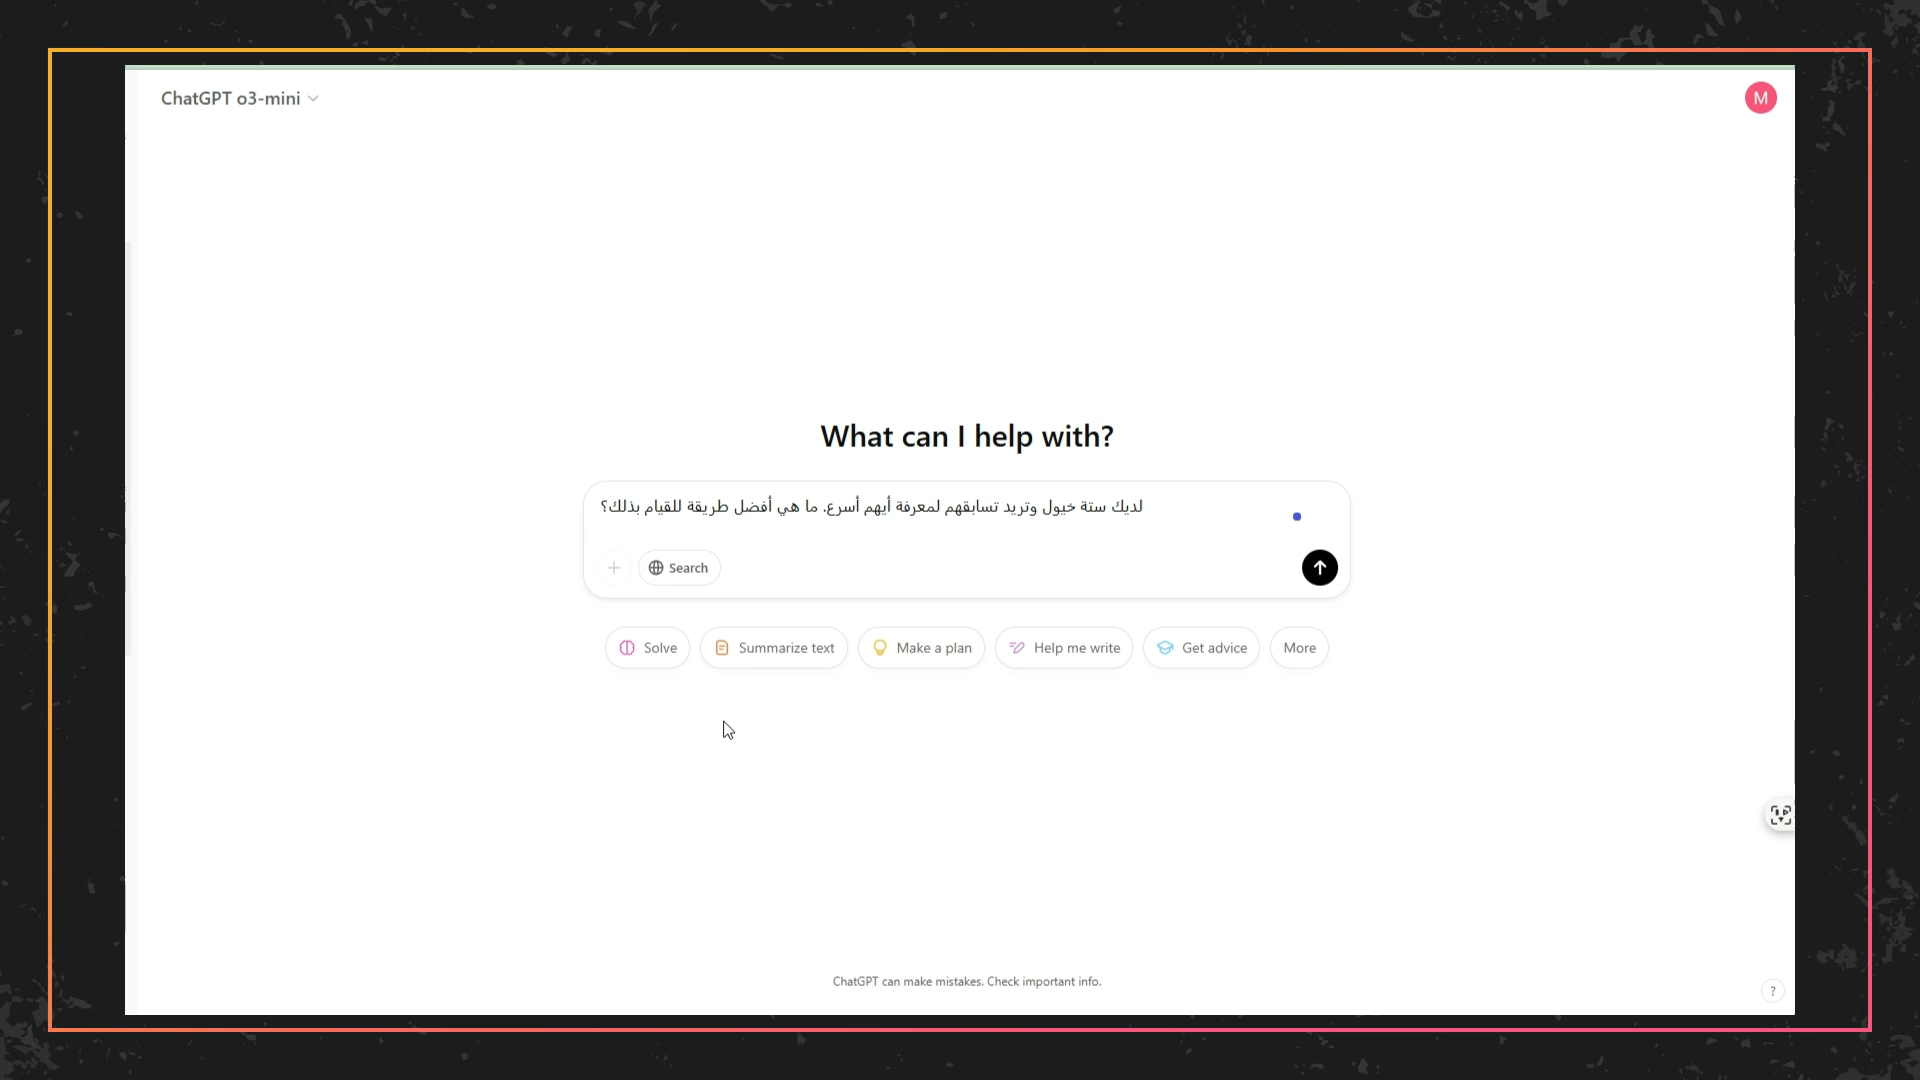 ChatGPT o3-mini
M
What can I help with?
لديك ستة خيول وتريد تسابقهم لمعرفة أيهم أسرع. ما هي أفضل طريقة للقيام بذلك؟
Search
Solve
Summarize text
Make a plan
Help me write
Get advice
More
ChatGPT can make mistakes. Check important info.
?